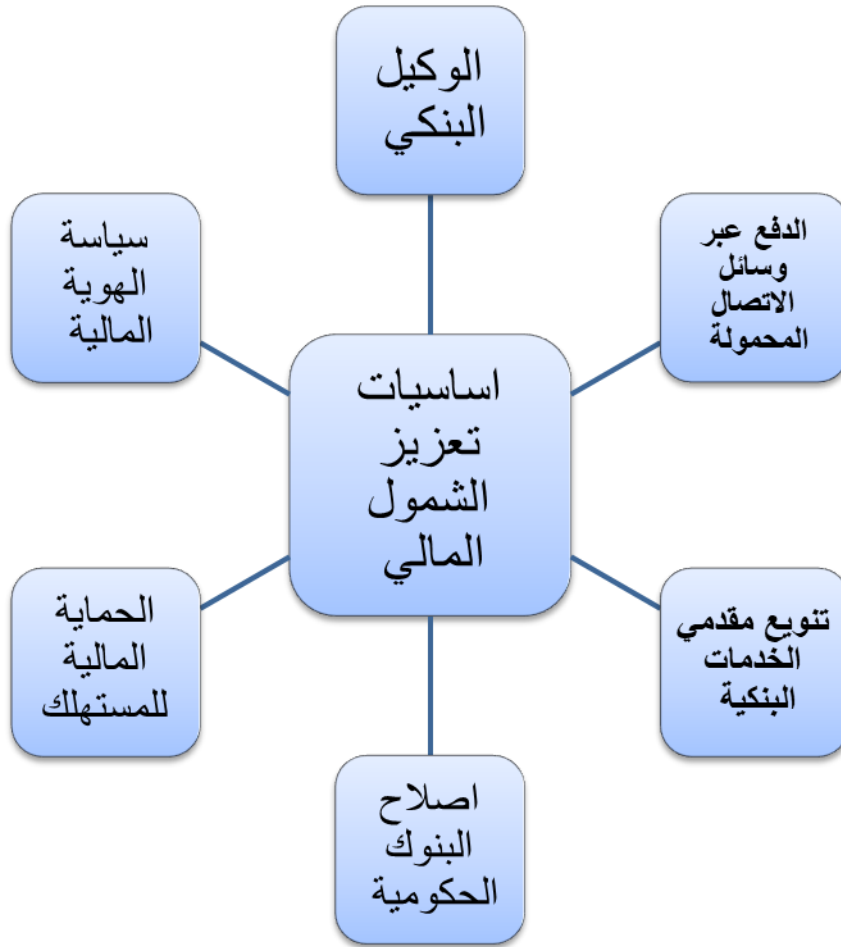 الوكيل
البنكي
الدفع عبر
وسائل
الاتصال
المحمولة
تنويع مقدمي
الخدمات
البنكية
اصلاح
البنوك
الحكومية
الحماية
المالية
للمستهلك
سياسة
الهوية
المالية
اساسيات
تعزيز
الشمول
المالي